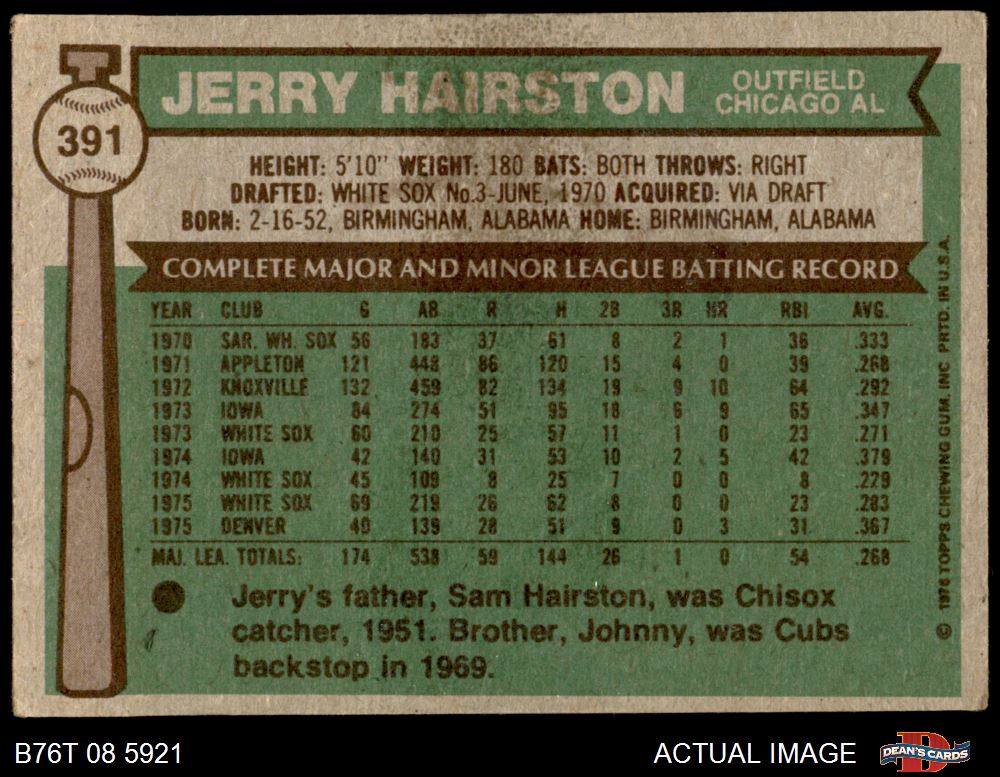 JERRY HAIRSTON
OUTFIELD
CHICAGO AL
391
HEIGHT: 5'10" WEIGHT: 180 BATS: BOTH THROWS: RIGHT
DRAFTED: WHITE SOX No.3-JUNE, 1970 ACQUIRED: VIA DRAFT
BORN: 2-16-52, BIRMINGHAM, ALABAMA HOME: BIRMINGHAM, ALABAMA
COMPLETE MAJOR AND MINOR LEAGUE BATTING RECORD
YEAR CLUB G AB R H 2B 3B HR RBI AVG.
1970 SAR. WH. SOX 56 183 37 61 8 2 1 36 .333
1971 APPLETON 121 448 86 120 15 4 0 39 .268
1972 KNOXVILLE 132 459 82 134 19 9 10 64 .292
1973 IOWA 84 274 51 95 18 6 9 65 .347
1973 WHITE SOX 60 210 25 57 11 1 0 23 .271
1974 IOWA 42 140 31 53 10 2 5 42 .379
1974 WHITE SOX 45 109 8 25 7 0 0 8 .229
1975 WHITE SOX 69 219 26 62 8 0 0 23 .283
1975 DENVER 40 139 28 51 9 0 3 31 .367
MAJ. LEA. TOTALS: 174 538 59 144 26 1 0 54 .268
Jerry's father, Sam Hairston, was Chisox
catcher, 1951. Brother, Johnny, was Cubs
backstop in 1969.
© 1976 TOPPS CHEWING GUM, INC PRTD. IN U.S.A.
B76T 08 5921
ACTUAL IMAGE
DEAN'S CARDS